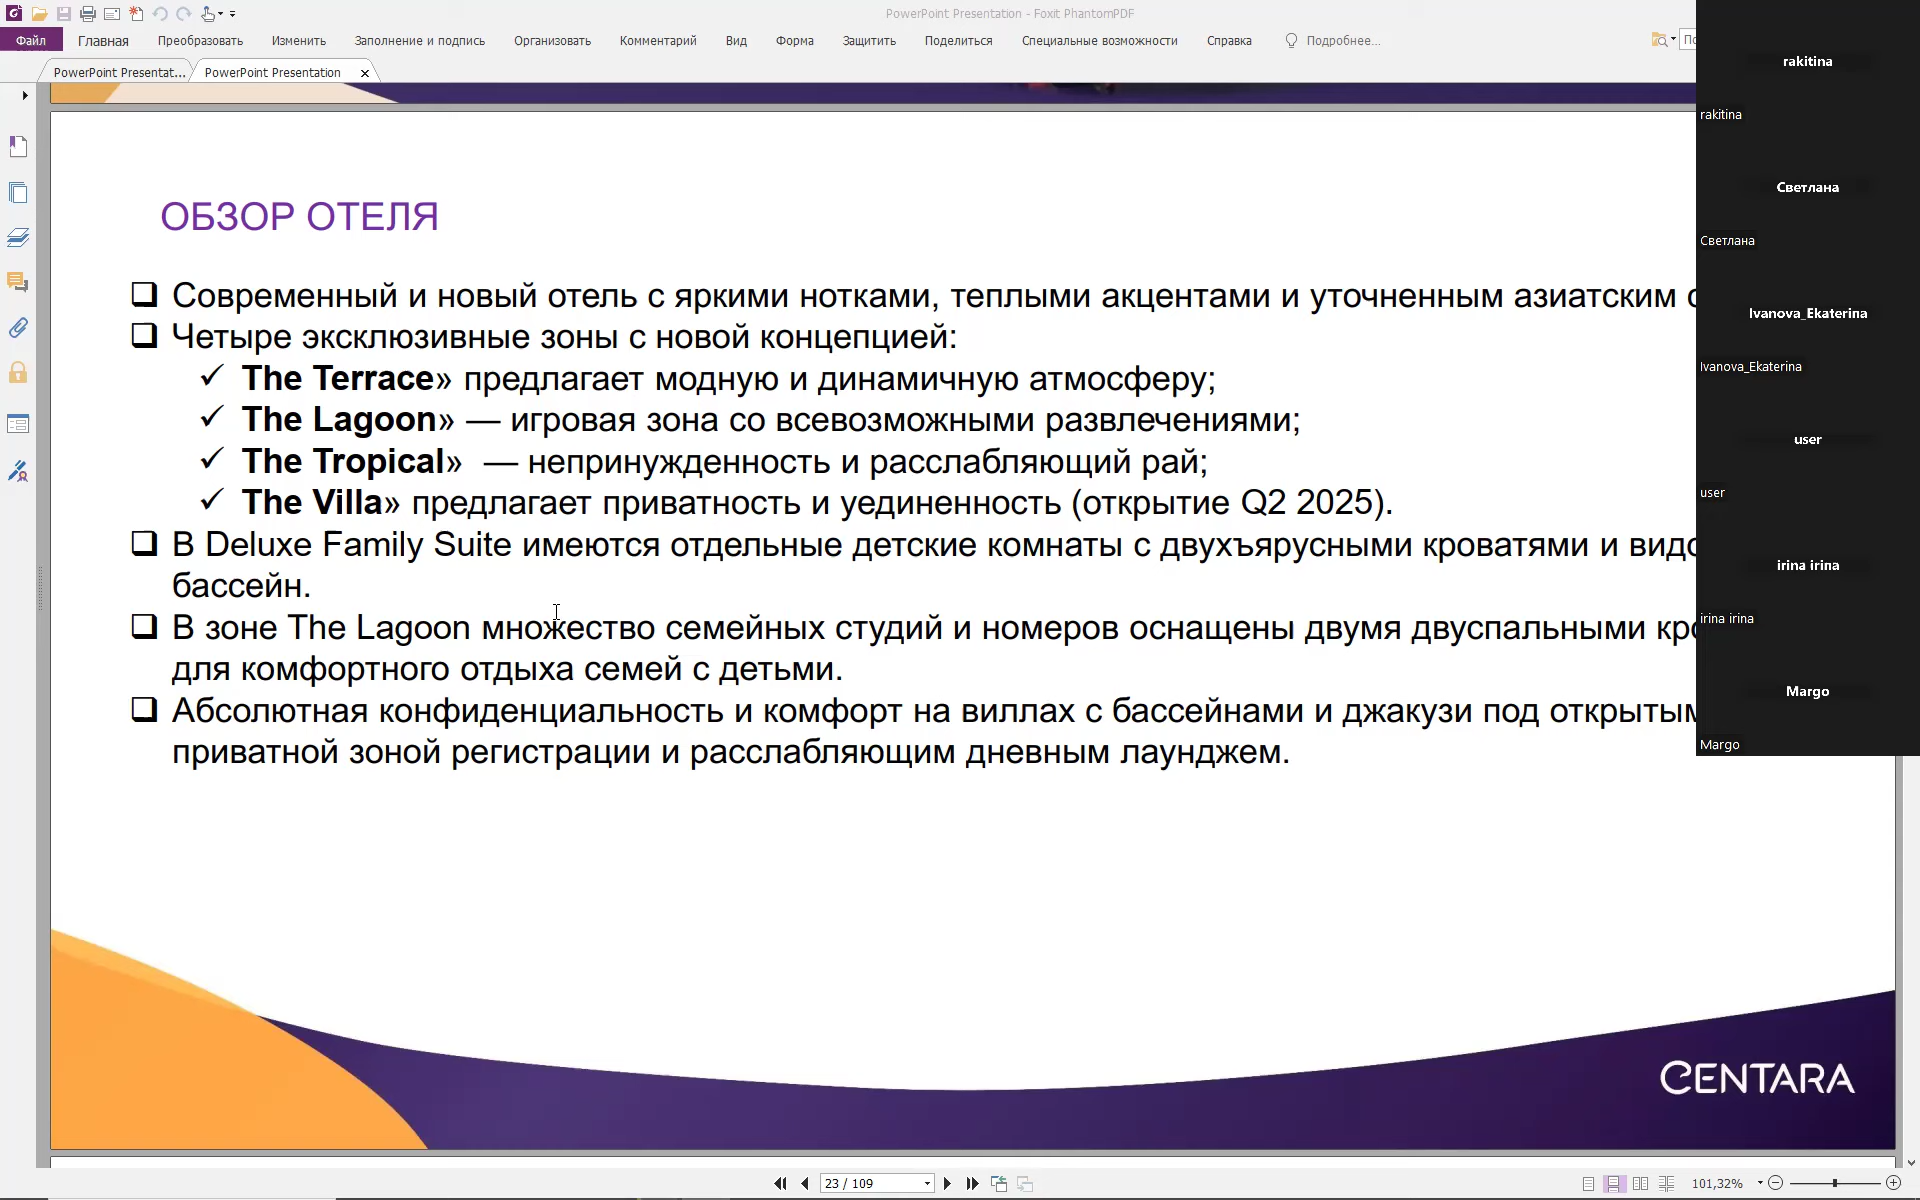 PowerPoint Presentation - Foxit PhantomPDF
Файл Главная Преобразовать Изменить Заполнение и подпись Организовать Комментарий Вид Форма Защитить Поделиться Специальные возможности Справка Подробнее...
PowerPoint Presentat... PowerPoint Presentation
ОБЗОР ОТЕЛЯ
Современный и новый отель с яркими нотками, теплыми акцентами и уточненным азиатским
Четыре эксклюзивные зоны с новой концепцией:
The Terrace» предлагает модную и динамичную атмосферу;
The Lagoon» — игровая зона со всевозможными развлечениями;
The Tropical» — непринужденность и расслабляющий рай;
The Villa» предлагает приватность и уединенность (открытие Q2 2025).
В Deluxe Family Suite имеются отдельные детские комнаты с двухъярусными кроватями и
бассейн.
В зоне The Lagoon множество семейных студий и номеров оснащены двумя двуспальными
для комфортного отдыха семей с детьми.
Абсолютная конфиденциальность и комфорт на виллах с бассейнами и джакузи под
приватной зоной регистрации и расслабляющим дневным лаунджем.
CENTARA
rakitina
rakitina
Светлана
Светлана
Ivanova_Ekaterina
Ivanova_Ekaterina
user
user
irina irina
irina irina
Margo
Margo
23 / 109
101,32%